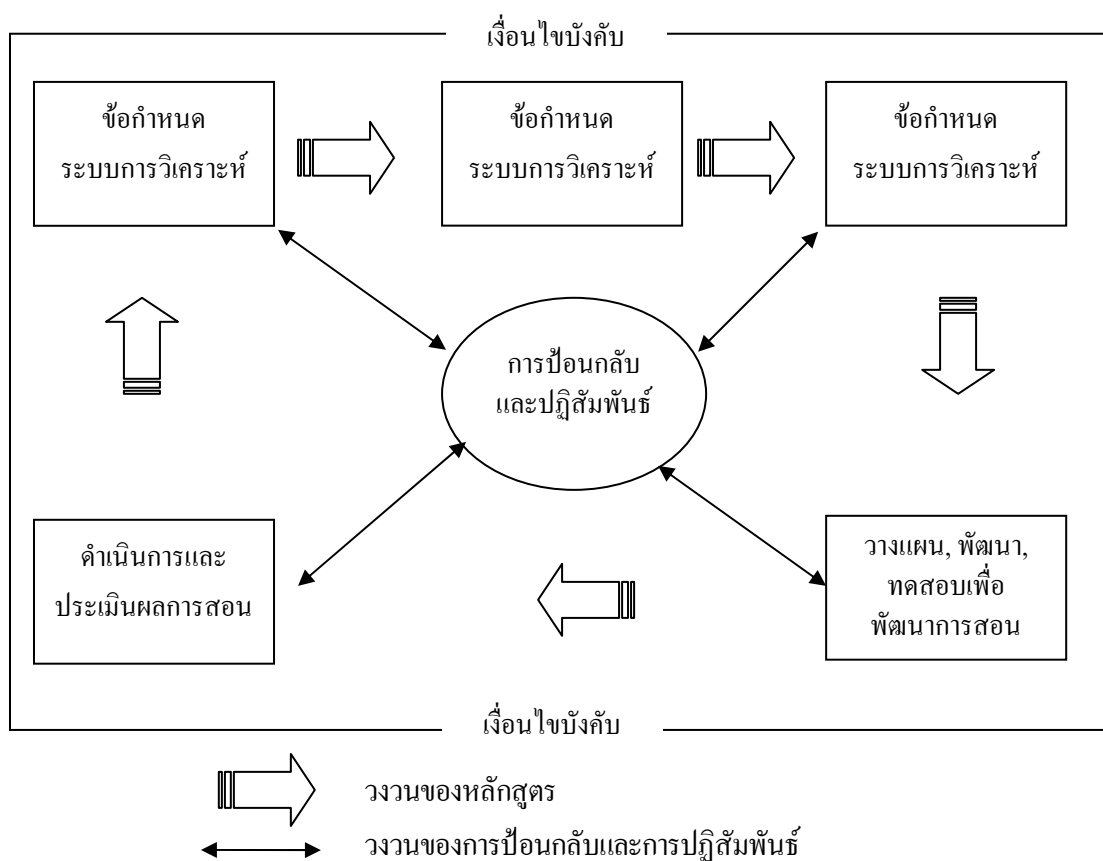 เงื่อนไขบังคับ
ข้อกำหนด
ระบบการวิเคราะห์
ข้อกำหนด
ระบบการวิเคราะห์
ข้อกำหนด
ระบบการวิเคราะห์
การป้อนกลับ
และปฏิสัมพันธ์
ดำเนินการและ
ประเมินผลการสอน
วางแผน, พัฒนา,
ทดสอบเพื่อ
พัฒนาการสอน
เงื่อนไขบังคับ
วงวนของหลักสูตร
วงวนของการป้อนกลับและการปฏิสัมพันธ์